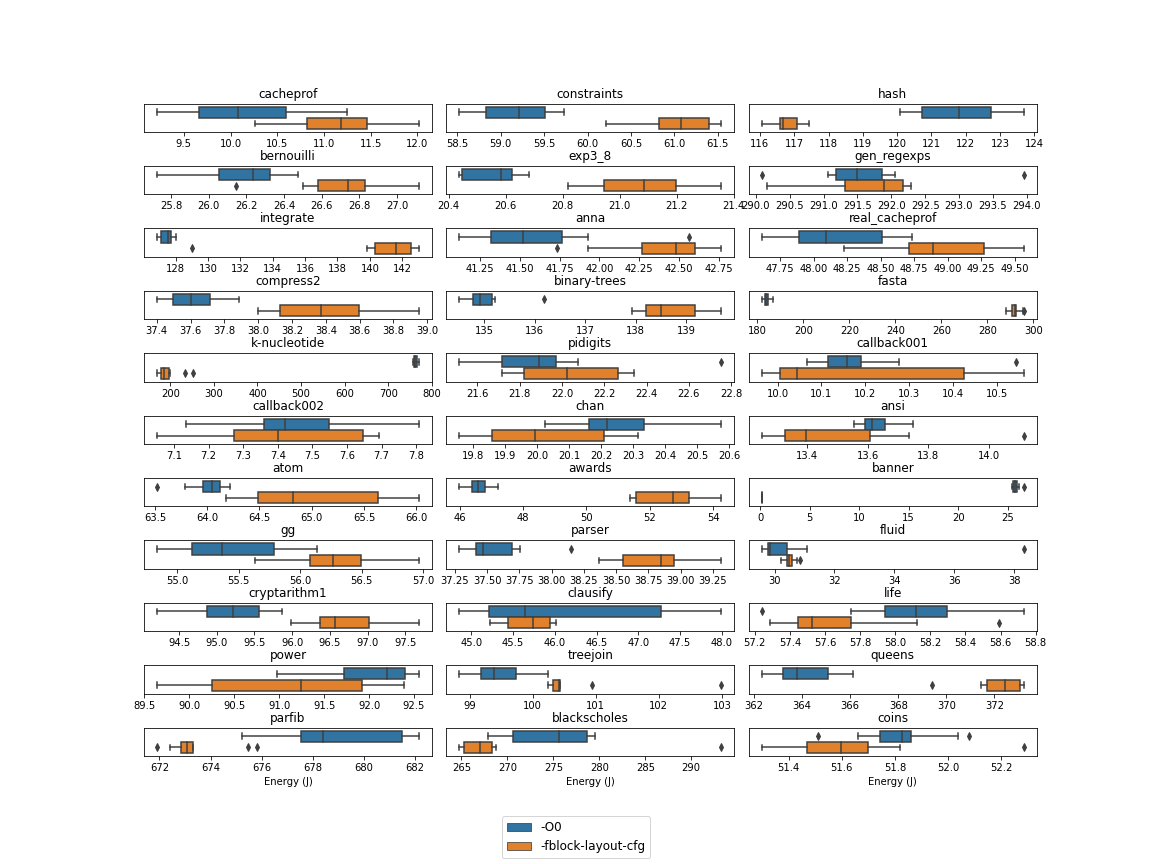 cacheprof constraints hash
9.5 10.0 10.5 11.0 11.5 12.0 58.5 59.0 59.5 60.0 60.5 61.0 61.5 116 117 118 119 120 121 122 123 124
bernouilli exp3_8 gen_regexps
25.8 26.0 26.2 26.4 26.6 26.8 27.0 20.4 20.6 20.8 21.0 21.2 21.4 290.0 290.5 291.0 291.5 292.0 292.5 293.0 293.5 294.0
integrate anna real_cacheprof
128 130 132 134 136 138 140 142 41.25 41.50 41.75 42.00 42.25 42.50 42.75 47.75 48.00 48.25 48.50 48.75 49.00 49.25 49.50
compress2 binary-trees fasta
37.4 37.6 37.8 38.0 38.2 38.4 38.6 38.8 39.0 135 136 137 138 139 180 200 220 240 260 280 300
k-nucleotide pidigits callback001
200 300 400 500 600 700 800 21.6 21.8 22.0 22.2 22.4 22.6 22.8 10.0 10.1 10.2 10.3 10.4 10.5
callback002 chan ansi
7.1 7.2 7.3 7.4 7.5 7.6 7.7 7.8 19.8 19.9 20.0 20.1 20.2 20.3 20.4 20.5 20.6 13.4 13.6 13.8 14.0
atom awards banner
63.5 64.0 64.5 65.0 65.5 66.0 46 48 50 52 54 0 5 10 15 20 25
gg parser fluid
55.0 55.5 56.0 56.5 57.0 37.25 37.50 37.75 38.00 38.25 38.50 38.75 39.00 39.25 30 32 34 36 38
cryptarithm1 clausify life
94.5 95.0 95.5 96.0 96.5 97.0 97.5 45.0 45.5 46.0 46.5 47.0 47.5 48.0 57.2 57.4 57.6 57.8 58.0 58.2 58.4 58.6 58.8
power treejoin queens
89.5 90.0 90.5 91.0 91.5 92.0 92.5 99 100 101 102 103 362 364 366 368 370 372
parfib blackscholes coins
672 674 676 678 680 682 265 270 275 280 285 290 51.4 51.6 51.8 52.0 52.2
Energy (J) Energy (J) Energy (J)
-O0
-fblock-layout-cfg